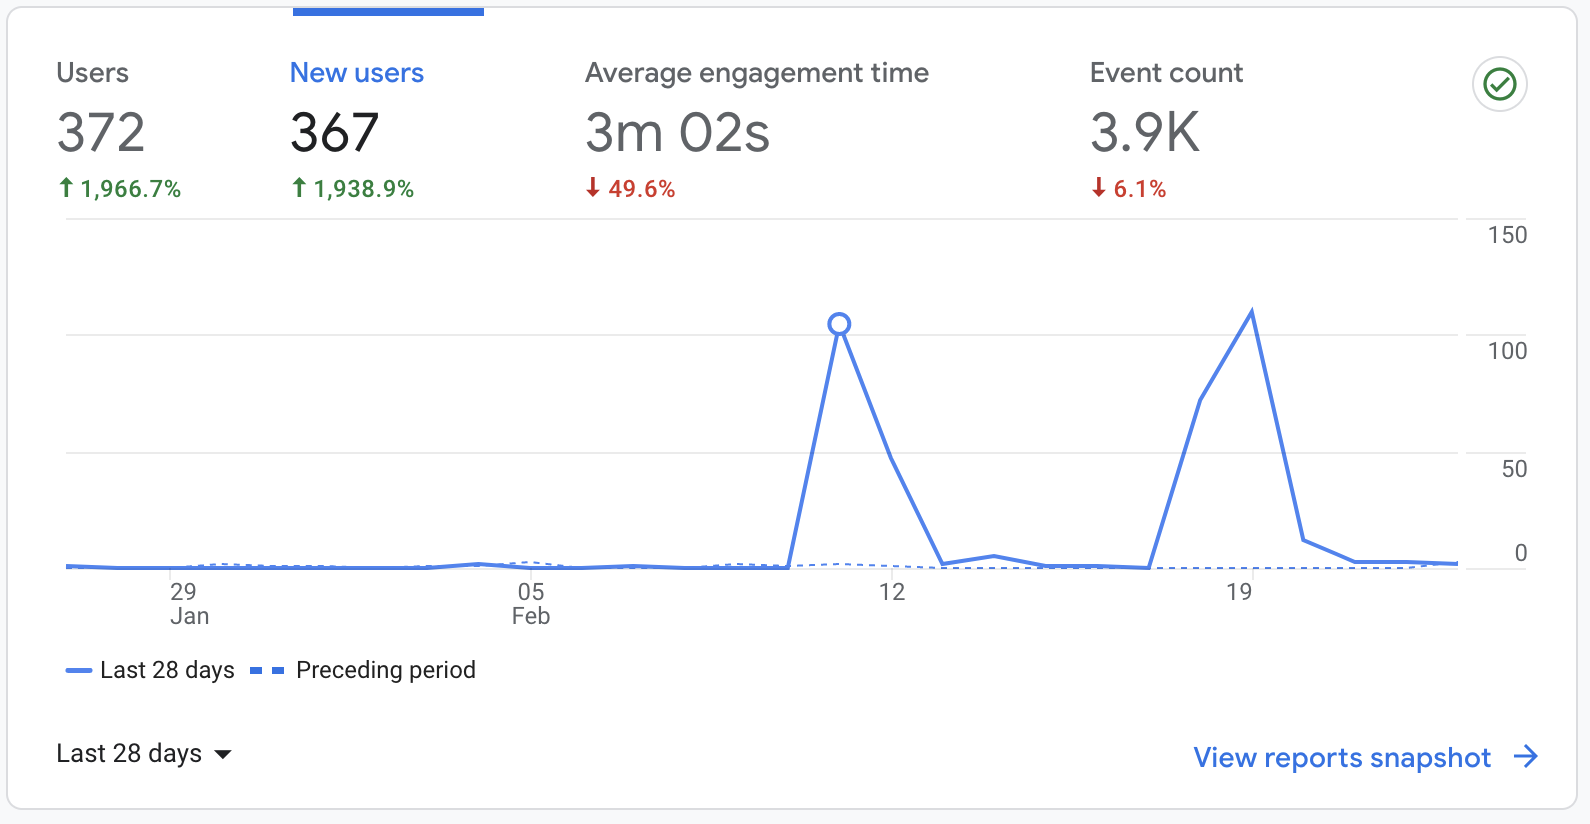 Users
372
↑ 1,966.7%
New users
367
↑ 1,938.9%
Average engagement time
3m 02s
↓ 49.6%
Event count
3.9K
↓ 6.1%
150
100
50
0
29
Jan
05
Feb
12
19
Last 28 days
Preceding period
Last 28 days
View reports snapshot →